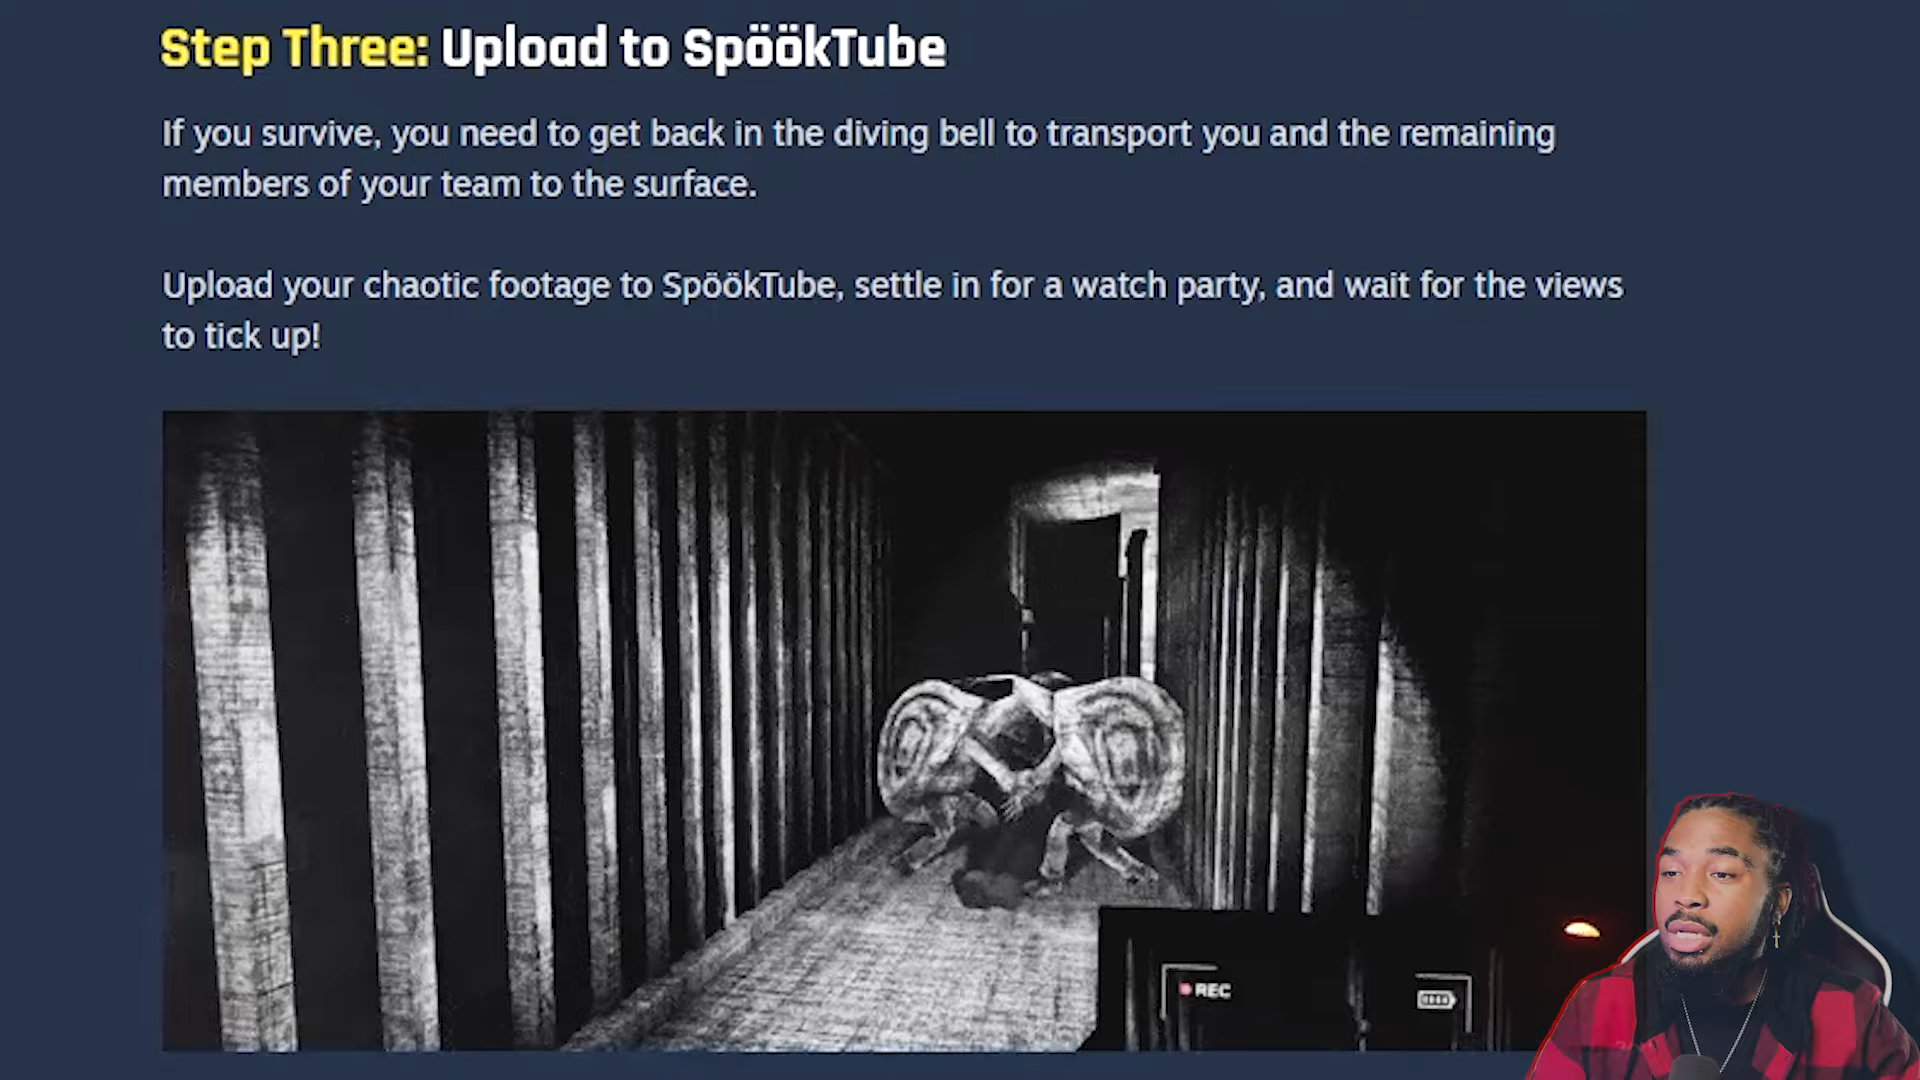 Step Three: Upload to SpöökTube
If you survive, you need to get back in the diving bell to transport you and the remaining
members of your team to the surface.
Upload your chaotic footage to SpöökTube, settle in for a watch party, and wait for the views
to tick up!
REC